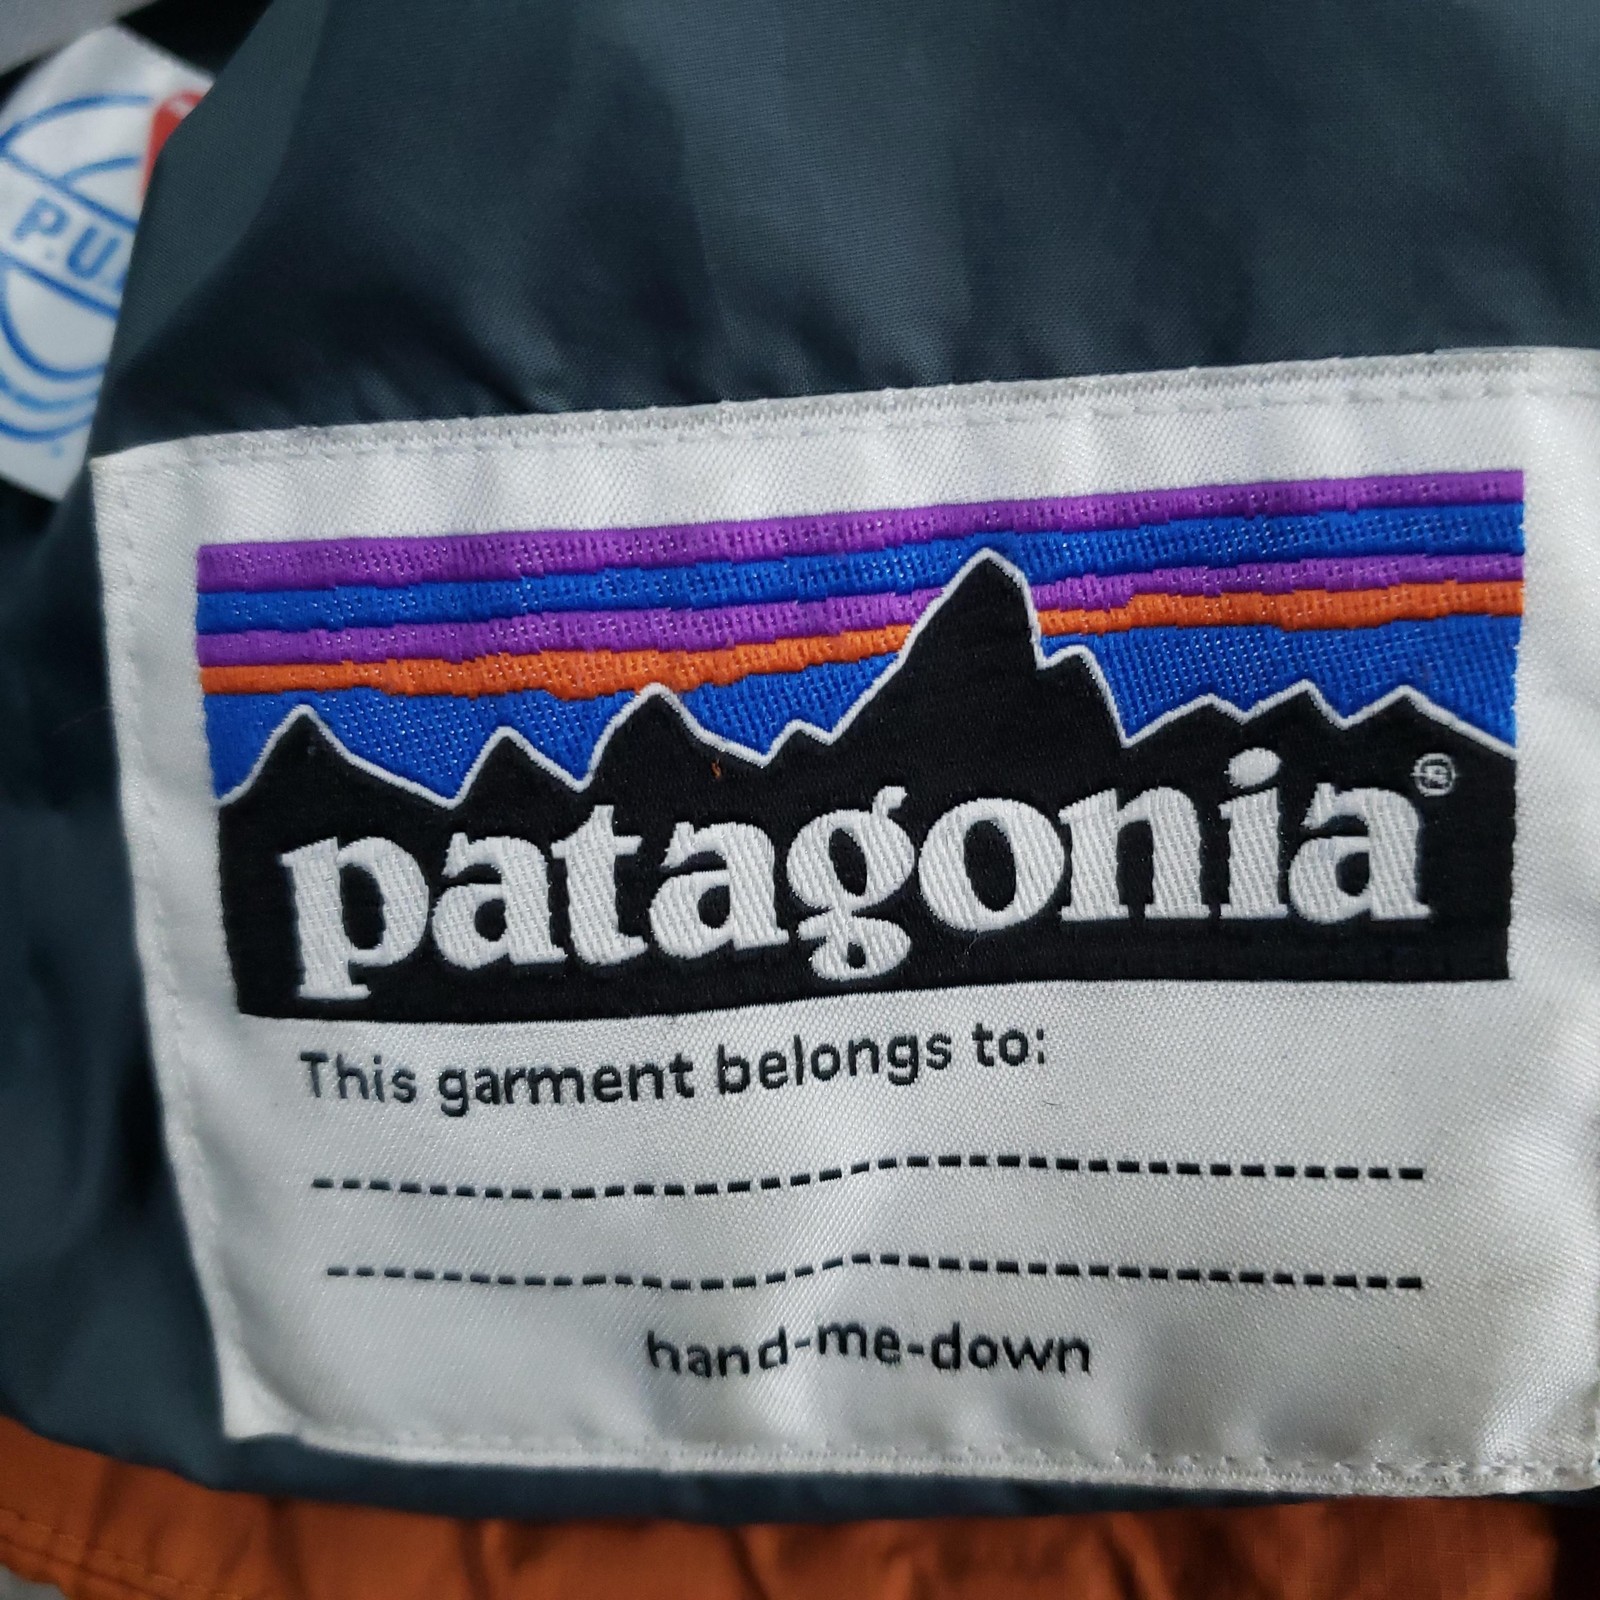 P.U.
patagonia®
This garment belongs to:
hand-me-down